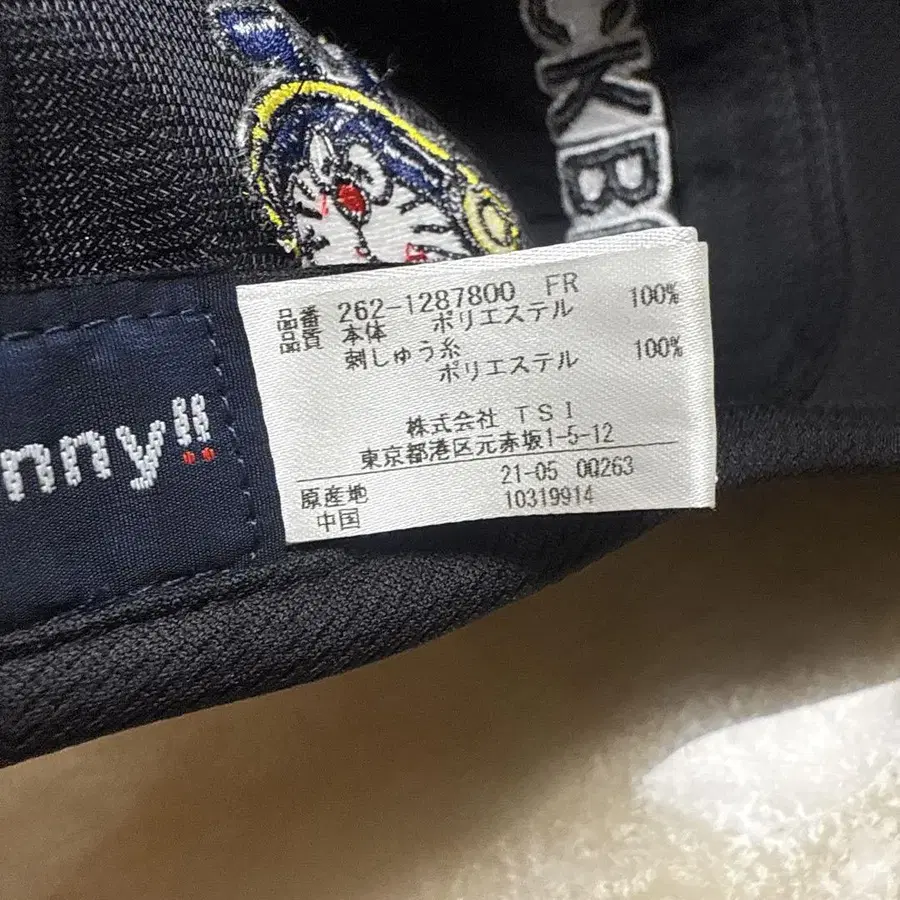 CKB
品番 262-1287800 FR
品質 本体 ポリエステル 100%
刺しゅう糸
ポリエステル 100%
株式会社 TSI
東京都港区元赤坂1-5-12
21-05 0Q263
原産地 10319914
中国
nny!!